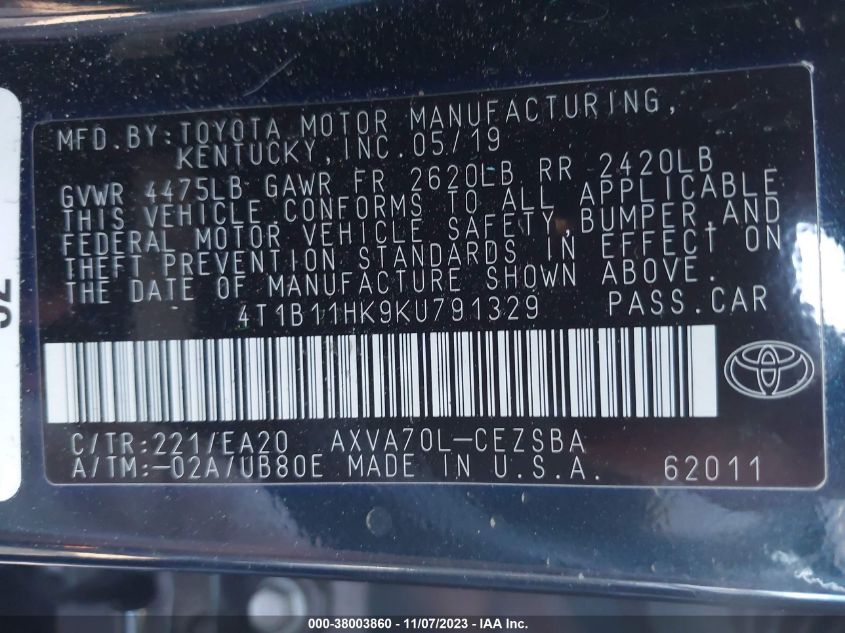 MFD. BY: TOYOTA MOTOR MANUFACTURING,
KENTUCKY, INC. 05/19
GVWR 4475LB GAWR FR 2620LB RR 2420LB
THIS VEHICLE CONFORMS TO ALL APPLICABLE
FEDERAL MOTOR VEHICLE SAFETY, BUMPER, AND
THEFT PREVENTION STANDARDS IN EFFECT ON
THE DATE OF MANUFACTURE SHOWN ABOVE.
4T1B11HK9KU791329 PASS. CAR
C/TR: 221/EA20 AXVA70L-CEZSBA
A/TM: -02A/UB80E MADE IN U.S.A. 62011
000-38003860 - 11/07/2023 - IAA Inc.